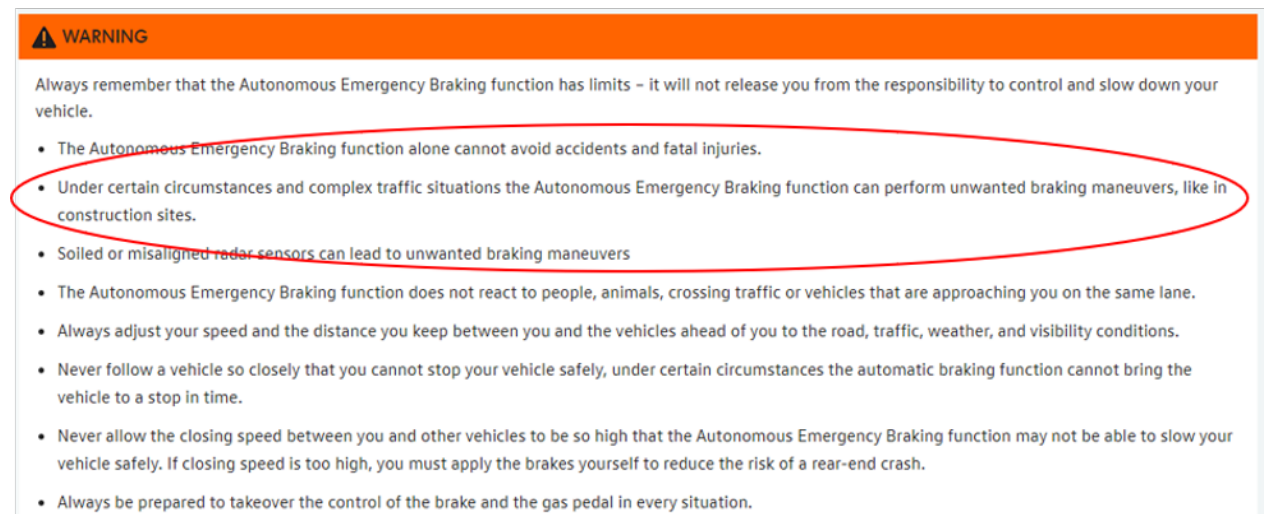 WARNING
Always remember that the Autonomous Emergency Braking function has limits – it will not release you from the responsibility to control and slow down your
vehicle.
• The Autonomous Emergency Braking function alone cannot avoid accidents and fatal injuries.
• Under certain circumstances and complex traffic situations the Autonomous Emergency Braking function can perform unwanted braking maneuvers, like in
construction sites.
• Soiled or misaligned radar sensors can lead to unwanted braking maneuvers
• The Autonomous Emergency Braking function does not react to people, animals, crossing traffic or vehicles that are approaching you on the same lane.
• Always adjust your speed and the distance you keep between you and the vehicles ahead of you to the road, traffic, weather, and visibility conditions.
• Never follow a vehicle so closely that you cannot stop your vehicle safely, under certain circumstances the automatic braking function cannot bring the
vehicle to a stop in time.
• Never allow the closing speed between you and other vehicles to be so high that the Autonomous Emergency Braking function may not be able to slow your
vehicle safely. If closing speed is too high, you must apply the brakes yourself to reduce the risk of a rear-end crash.
• Always be prepared to takeover the control of the brake and the gas pedal in every situation.